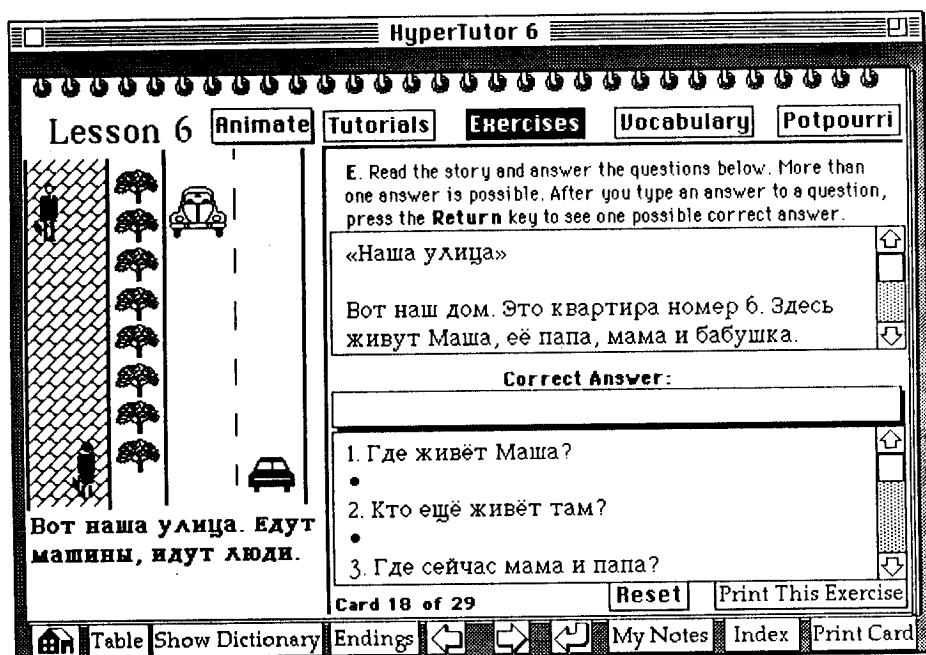 HyperTutor 6
Lesson 6
Animate
Tutorials
Exercises
Vocabulary
Potpourri
E. Read the story and answer the questions below. More than
one answer is possible. After you type an answer to a question,
press the Return key to see one possible correct answer.
«Наша улица»
Вот наш дом. Это квартира номер 6. Здесь
живут Маша, её папа, мама и бабушка.
Correct Answer:
1. Где живёт Маша?
•
2. Кто ещё живёт там?
•
3. Где сейчас мама и папа?
Вот наша улица. Едут
машины, идут люди.
Card 18 of 29
Reset
Print This Exercise
Table
Show Dictionary
Endings
My Notes
Index
Print Card